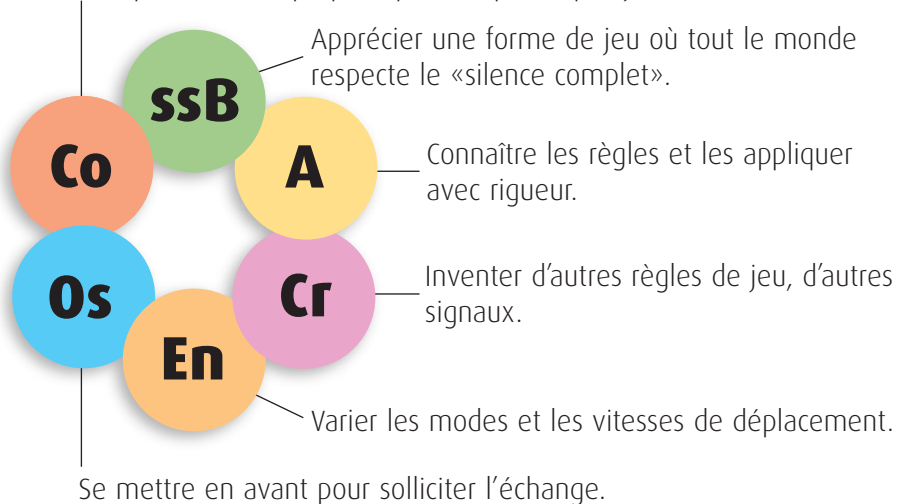 Apprécier une forme de jeu où tout le monde
respecte le «silence complet».
ssB
Co
A
Connaître les règles et les appliquer
avec rigueur.
Os
Cr
Inventer d’autres règles de jeu, d’autres
signaux.
En
Varier les modes et les vitesses de déplacement.
Se mettre en avant pour solliciter l’échange.